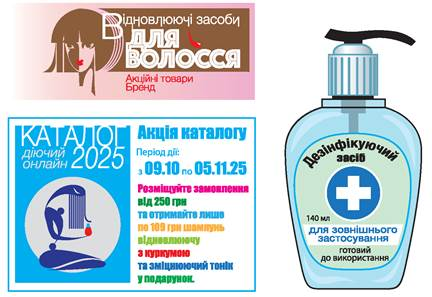 Відновлюючі засоби
для
волосся
Акційні товари
Бренд
КАТАЛОГ
діючий
онлайн
2025
Акція каталогу
Період дії:
з 09.10 по 05.11.25
Розміщуйте замовлення
від 250 грн
та отримайте лише
по 109 грн шампунь
відновлюючу
з куркумою
та зміцнюючий тонік
у подарунок.
Дезінфікуючий
засіб
140 мл
для зовнішнього
застосування
готовий
до використання